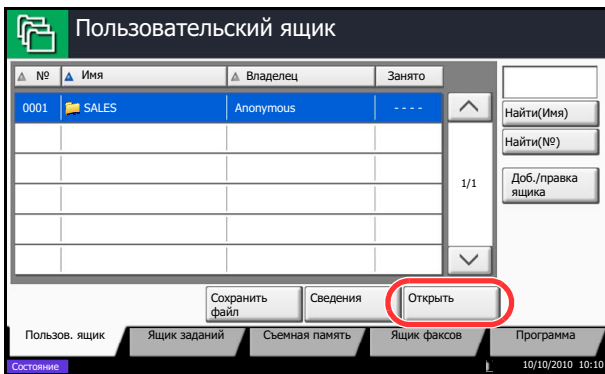 Пользовательский ящик
№ Имя Владелец Занято
0001 SALES Anonymous - - - -
Найти(Имя)
Найти(№)
1/1
Доб./правка
ящика
Сохранить
файл
Сведения
Открыть
Пользов. ящик Ящик заданий Съемная память Ящик факсов Программа
Состояние 10/10/2010 10:10